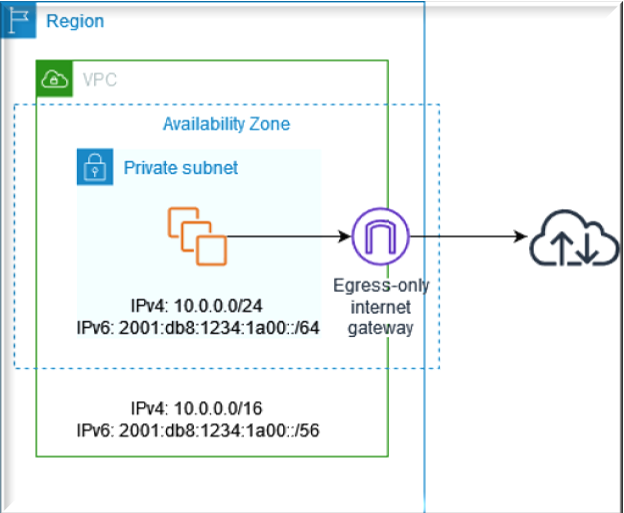 Region
VPC
Availability Zone
Private subnet
Egress-only
internet
gateway
IPv4: 10.0.0.0/24
IPv6: 2001:db8:1234:1a00::/64
IPv4: 10.0.0.0/16
IPv6: 2001:db8:1234:1a00::/56